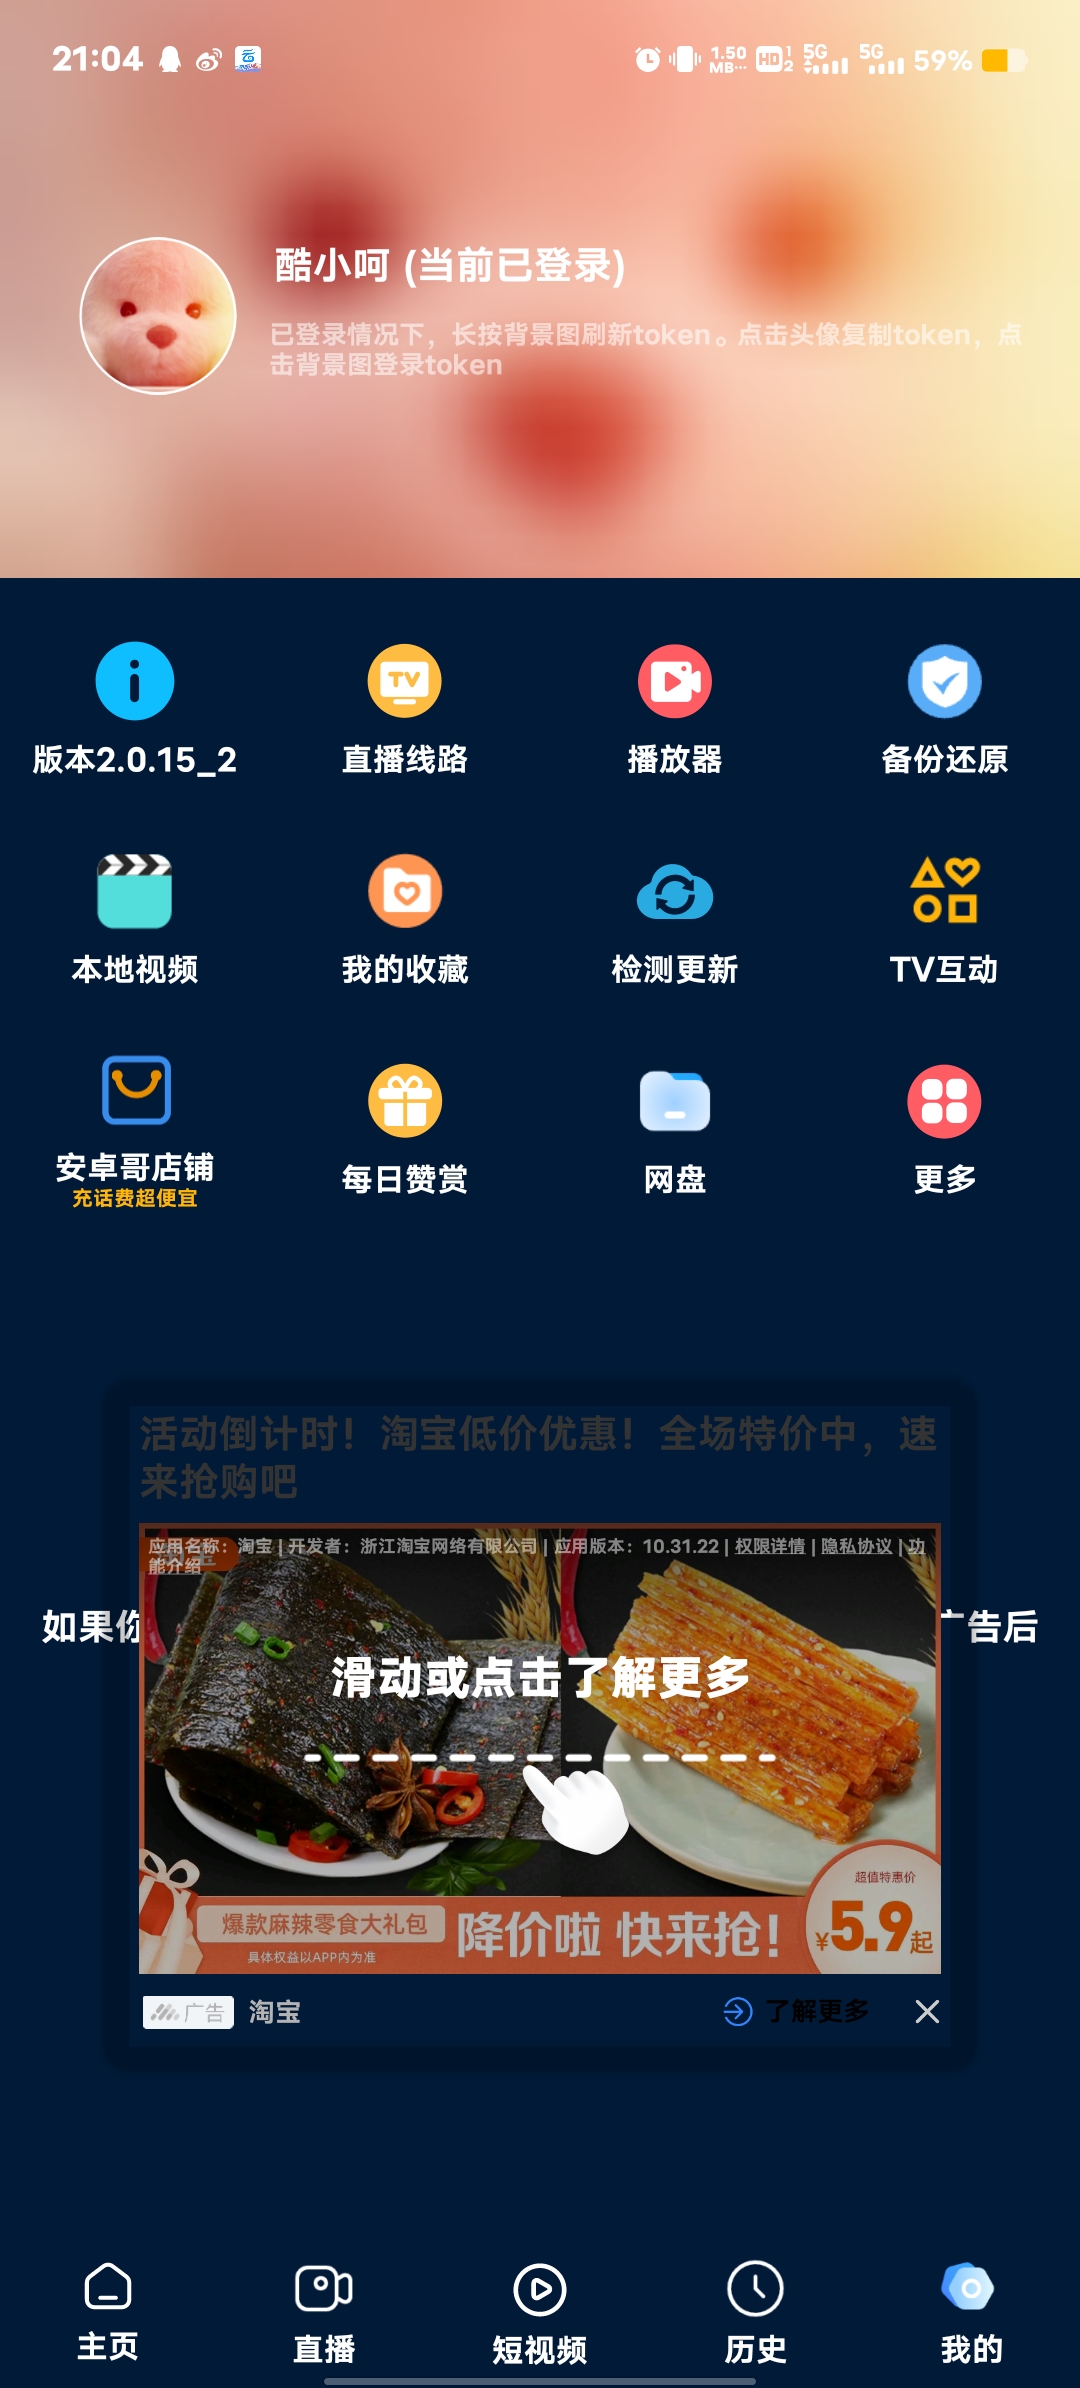 21:04
1.50
MB...
HD
1
2
5G
5G
59%
酷小呵 (当前已登录)
已登录情况下，长按背景图刷新token。点击头像复制token，点
击背景图登录token
TV
版本2.0.15_2
直播线路
播放器
备份还原
本地视频
我的收藏
检测更新
TV互动
安卓哥店铺
充话费超便宜
每日赞赏
网盘
更多
活动倒计时！淘宝低价优惠！全场特价中，速
来抢购吧
应用名称：淘宝 | 开发者：浙江淘宝网络有限公司 | 应用版本：10.31.22 | 权限详情 | 隐私协议 | 功
能介绍
如果你
广告后
滑动或点击了解更多
超值特惠价
¥5.9起
爆款麻辣零食大礼包
降价啦 快来抢！
具体权益以APP内为准
广告
淘宝
了解更多
主页
直播
短视频
历史
我的